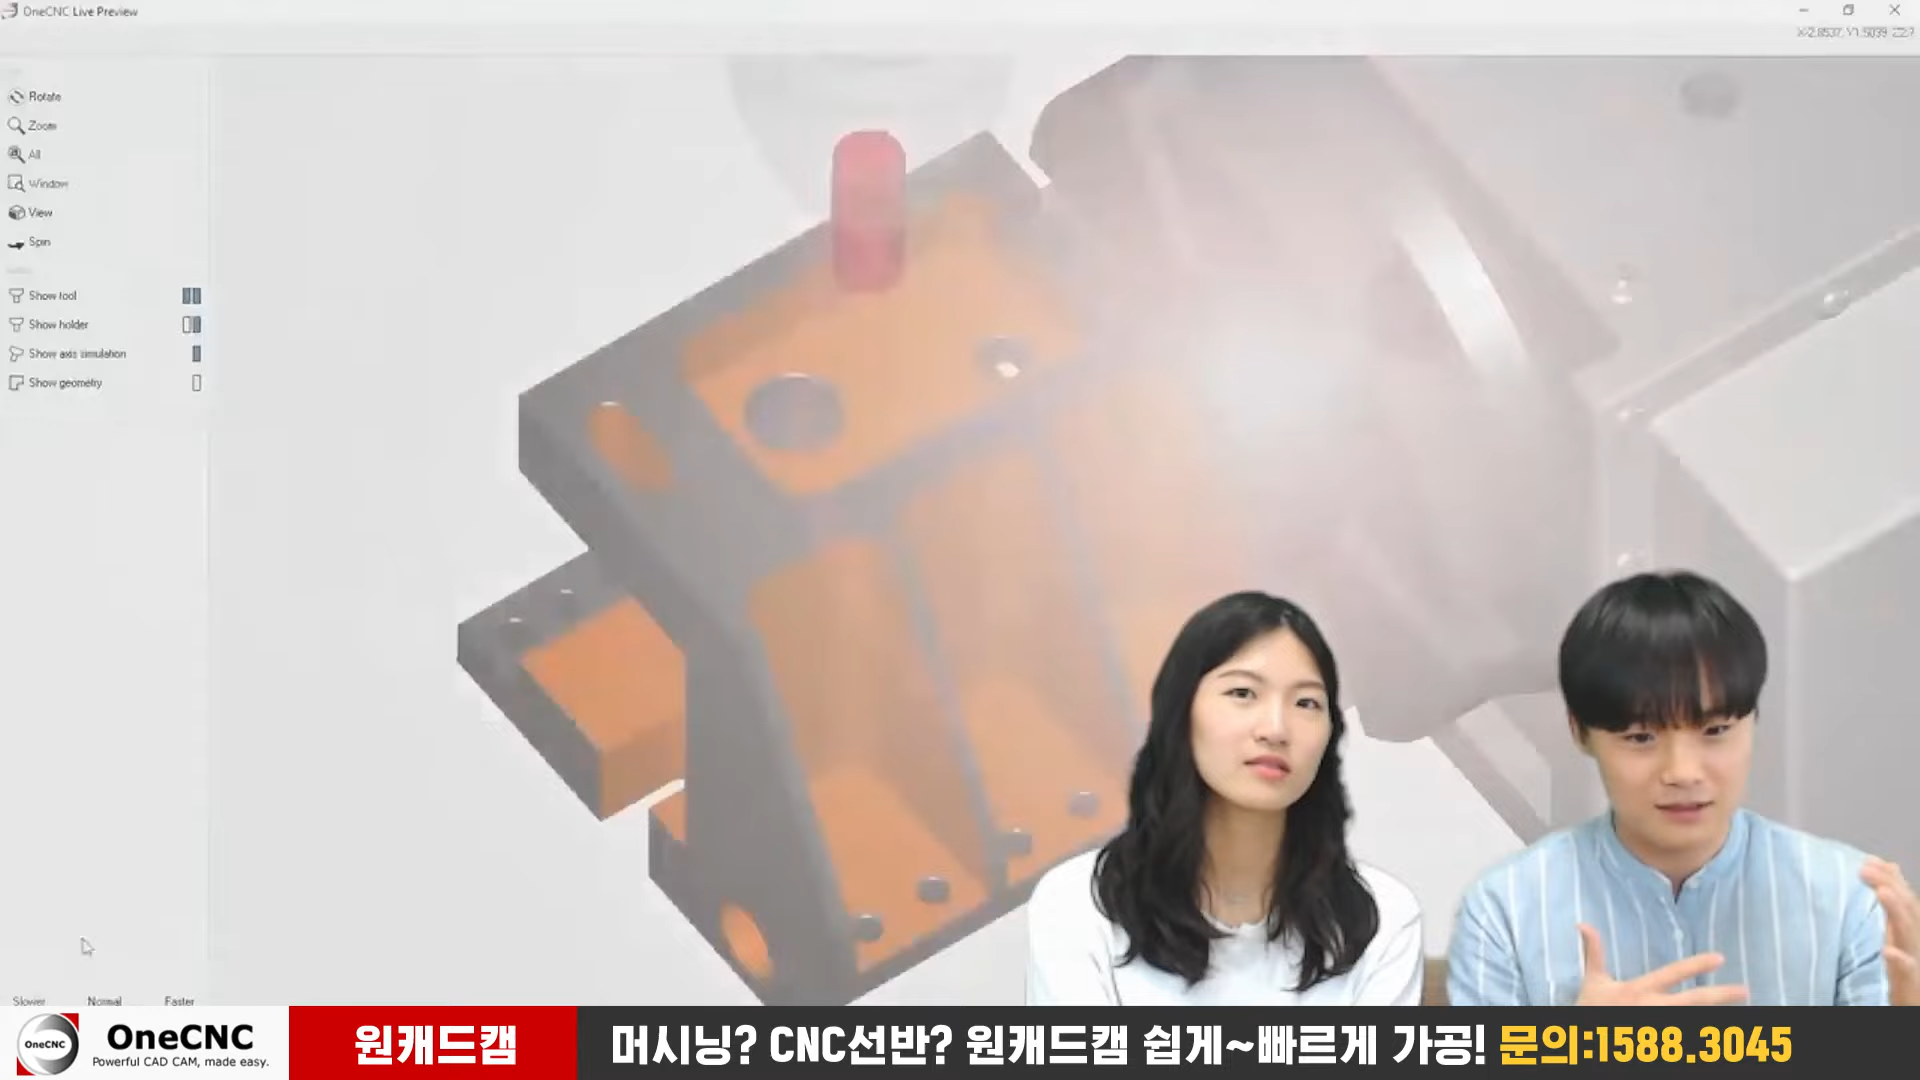 OneCNC Live Preview
Rotate
Zoom
All
Window
View
Spin
Show tool
Show holder
Show axis simulation
Show geometry
Slower Normal Faster
OneCNC
OneCNC
Powerful CAD CAM, made easy.
원캐드캠
머시닝? CNC선반? 원캐드캠 쉽게~빠르게 가공! 문의:1588.3045